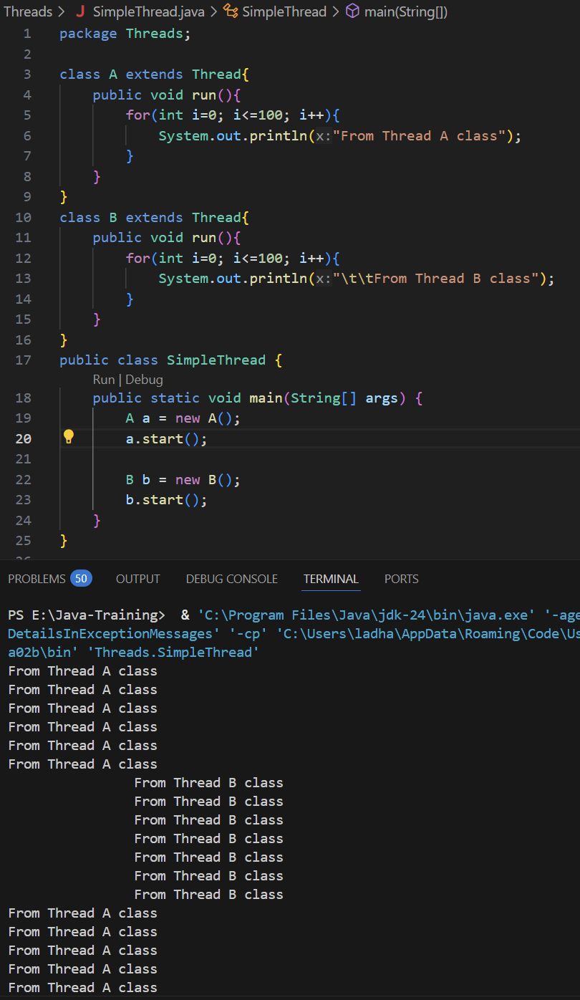 Threads > J SimpleThread.java > SimpleThread > main(String[])
1 package Threads;
2
3 class A extends Thread{
4     public void run(){
5         for(int i=0; i<=100; i++){
6             System.out.println(x:"From Thread A class");
7         }
8     }
9 }
10 class B extends Thread{
11     public void run(){
12         for(int i=0; i<=100; i++){
13             System.out.println(x:"\t\tFrom Thread B class");
14         }
15     }
16 }
17 public class SimpleThread {
Run | Debug
18     public static void main(String[] args) {
19         A a = new A();
20         a.start();
21
22         B b = new B();
23         b.start();
24     }
25 }
PROBLEMS 50 OUTPUT DEBUG CONSOLE TERMINAL PORTS
PS E:\Java-Training>  & 'C:\Program Files\Java\jdk-24\bin\java.exe' '-age
DetailsInExceptionMessages' '-cp' 'C:\Users\ladha\AppData\Roaming\Code\Us
a02b\bin' 'Threads.SimpleThread'
From Thread A class
From Thread A class
From Thread A class
From Thread A class
From Thread A class
From Thread A class
                From Thread B class
                From Thread B class
                From Thread B class
                From Thread B class
                From Thread B class
                From Thread B class
                From Thread B class
From Thread A class
From Thread A class
From Thread A class
From Thread A class
From Thread A class